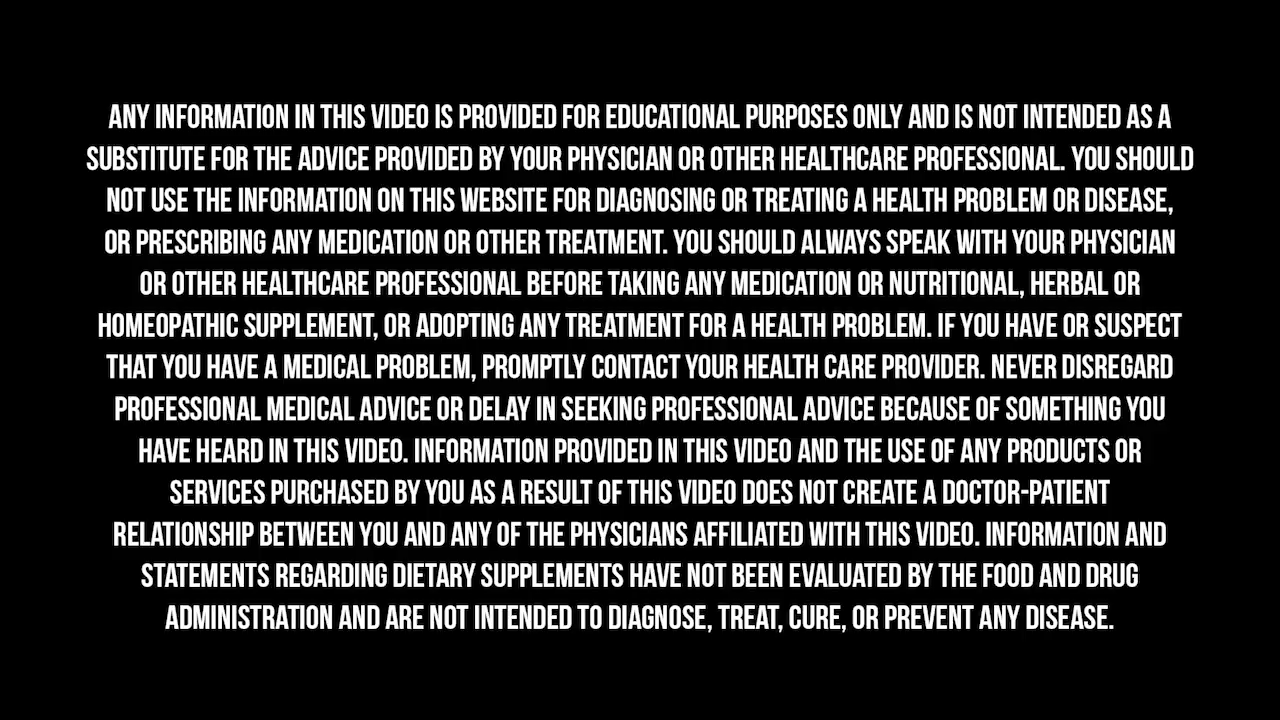 ANY INFORMATION IN THIS VIDEO IS PROVIDED FOR EDUCATIONAL PURPOSES ONLY AND IS NOT INTENDED AS A
SUBSTITUTE FOR THE ADVICE PROVIDED BY YOUR PHYSICIAN OR OTHER HEALTHCARE PROFESSIONAL. YOU SHOULD
NOT USE THE INFORMATION ON THIS WEBSITE FOR DIAGNOSING OR TREATING A HEALTH PROBLEM OR DISEASE,
OR PRESCRIBING ANY MEDICATION OR OTHER TREATMENT. YOU SHOULD ALWAYS SPEAK WITH YOUR PHYSICIAN
OR OTHER HEALTHCARE PROFESSIONAL BEFORE TAKING ANY MEDICATION OR NUTRITIONAL, HERBAL OR
HOMEOPATHIC SUPPLEMENT, OR ADOPTING ANY TREATMENT FOR A HEALTH PROBLEM. IF YOU HAVE OR SUSPECT
THAT YOU HAVE A MEDICAL PROBLEM, PROMPTLY CONTACT YOUR HEALTH CARE PROVIDER. NEVER DISREGARD
PROFESSIONAL MEDICAL ADVICE OR DELAY IN SEEKING PROFESSIONAL ADVICE BECAUSE OF SOMETHING YOU
HAVE HEARD IN THIS VIDEO. INFORMATION PROVIDED IN THIS VIDEO AND THE USE OF ANY PRODUCTS OR
SERVICES PURCHASED BY YOU AS A RESULT OF THIS VIDEO DOES NOT CREATE A DOCTOR-PATIENT
RELATIONSHIP BETWEEN YOU AND ANY OF THE PHYSICIANS AFFILIATED WITH THIS VIDEO. INFORMATION AND
STATEMENTS REGARDING DIETARY SUPPLEMENTS HAVE NOT BEEN EVALUATED BY THE FOOD AND DRUG
ADMINISTRATION AND ARE NOT INTENDED TO DIAGNOSE, TREAT, CURE, OR PREVENT ANY DISEASE.